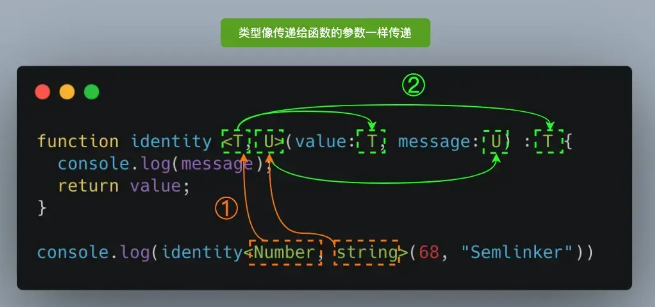 类型像传递给函数的参数一样传递
②
function identity <T, U>(value: T, message: U) : T {
console.log(message);
return value;
}
①
console.log(identity<Number, string>(68, "Semlinker"))